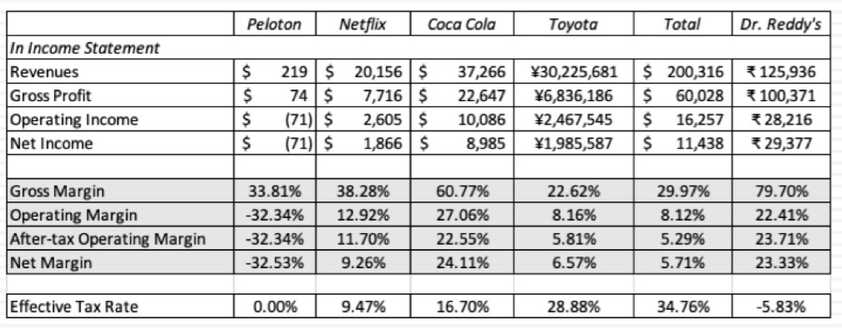 Peloton Netflix Coca Cola Toyota Total Dr. Reddy's
In Income Statement
Revenues $ 219 $ 20,156 $ 37,266 ¥30,225,681 $ 200,316 ₹ 125,936
Gross Profit $ 74 $ 7,716 $ 22,647 ¥6,836,186 $ 60,028 ₹ 100,371
Operating Income $ (71) $ 2,605 $ 10,086 ¥2,467,545 $ 16,257 ₹ 28,216
Net Income $ (71) $ 1,866 $ 8,985 ¥1,985,587 $ 11,438 ₹ 29,377
Gross Margin 33.81% 38.28% 60.77% 22.62% 29.97% 79.70%
Operating Margin -32.34% 12.92% 27.06% 8.16% 8.12% 22.41%
After-tax Operating Margin -32.34% 11.70% 22.55% 5.81% 5.29% 23.71%
Net Margin -32.53% 9.26% 24.11% 6.57% 5.71% 23.33%
Effective Tax Rate 0.00% 9.47% 16.70% 28.88% 34.76% -5.83%